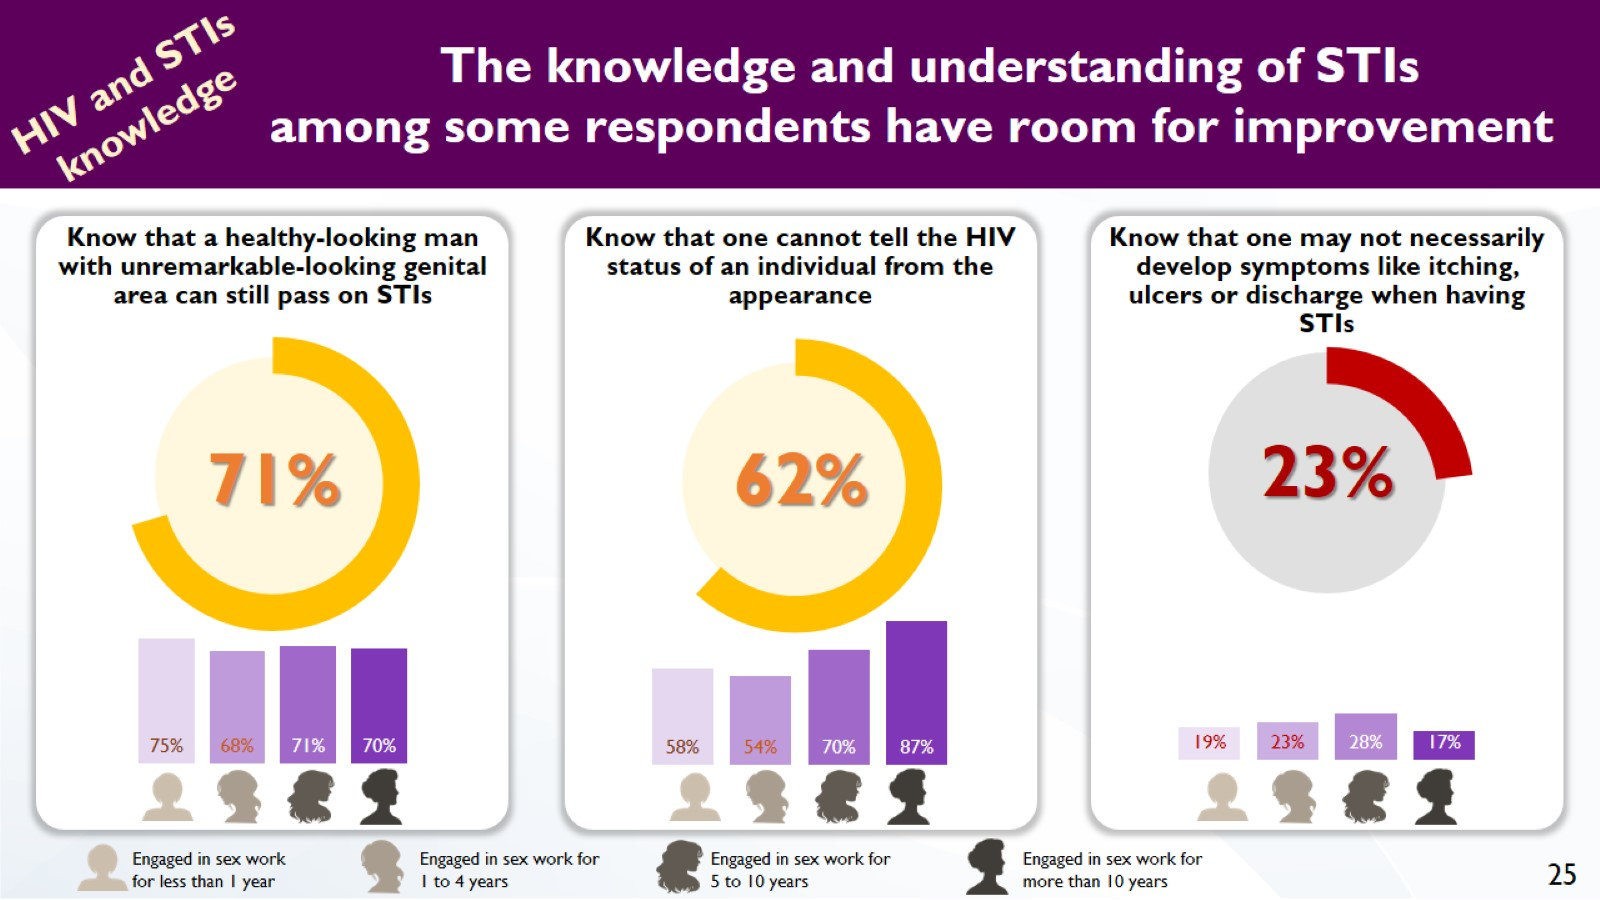 HIV and STIs
knowledge
The knowledge and understanding of STIs
among some respondents have room for improvement
Know that a healthy-looking man
with unremarkable-looking genital
area can still pass on STIs
71%
75%
68%
71%
70%
Know that one cannot tell the HIV
status of an individual from the
appearance
62%
58%
54%
70%
87%
Know that one may not necessarily
develop symptoms like itching,
ulcers or discharge when having
STIs
23%
19%
23%
28%
17%
Engaged in sex work
for less than 1 year
Engaged in sex work for
1 to 4 years
Engaged in sex work for
5 to 10 years
Engaged in sex work for
more than 10 years
25